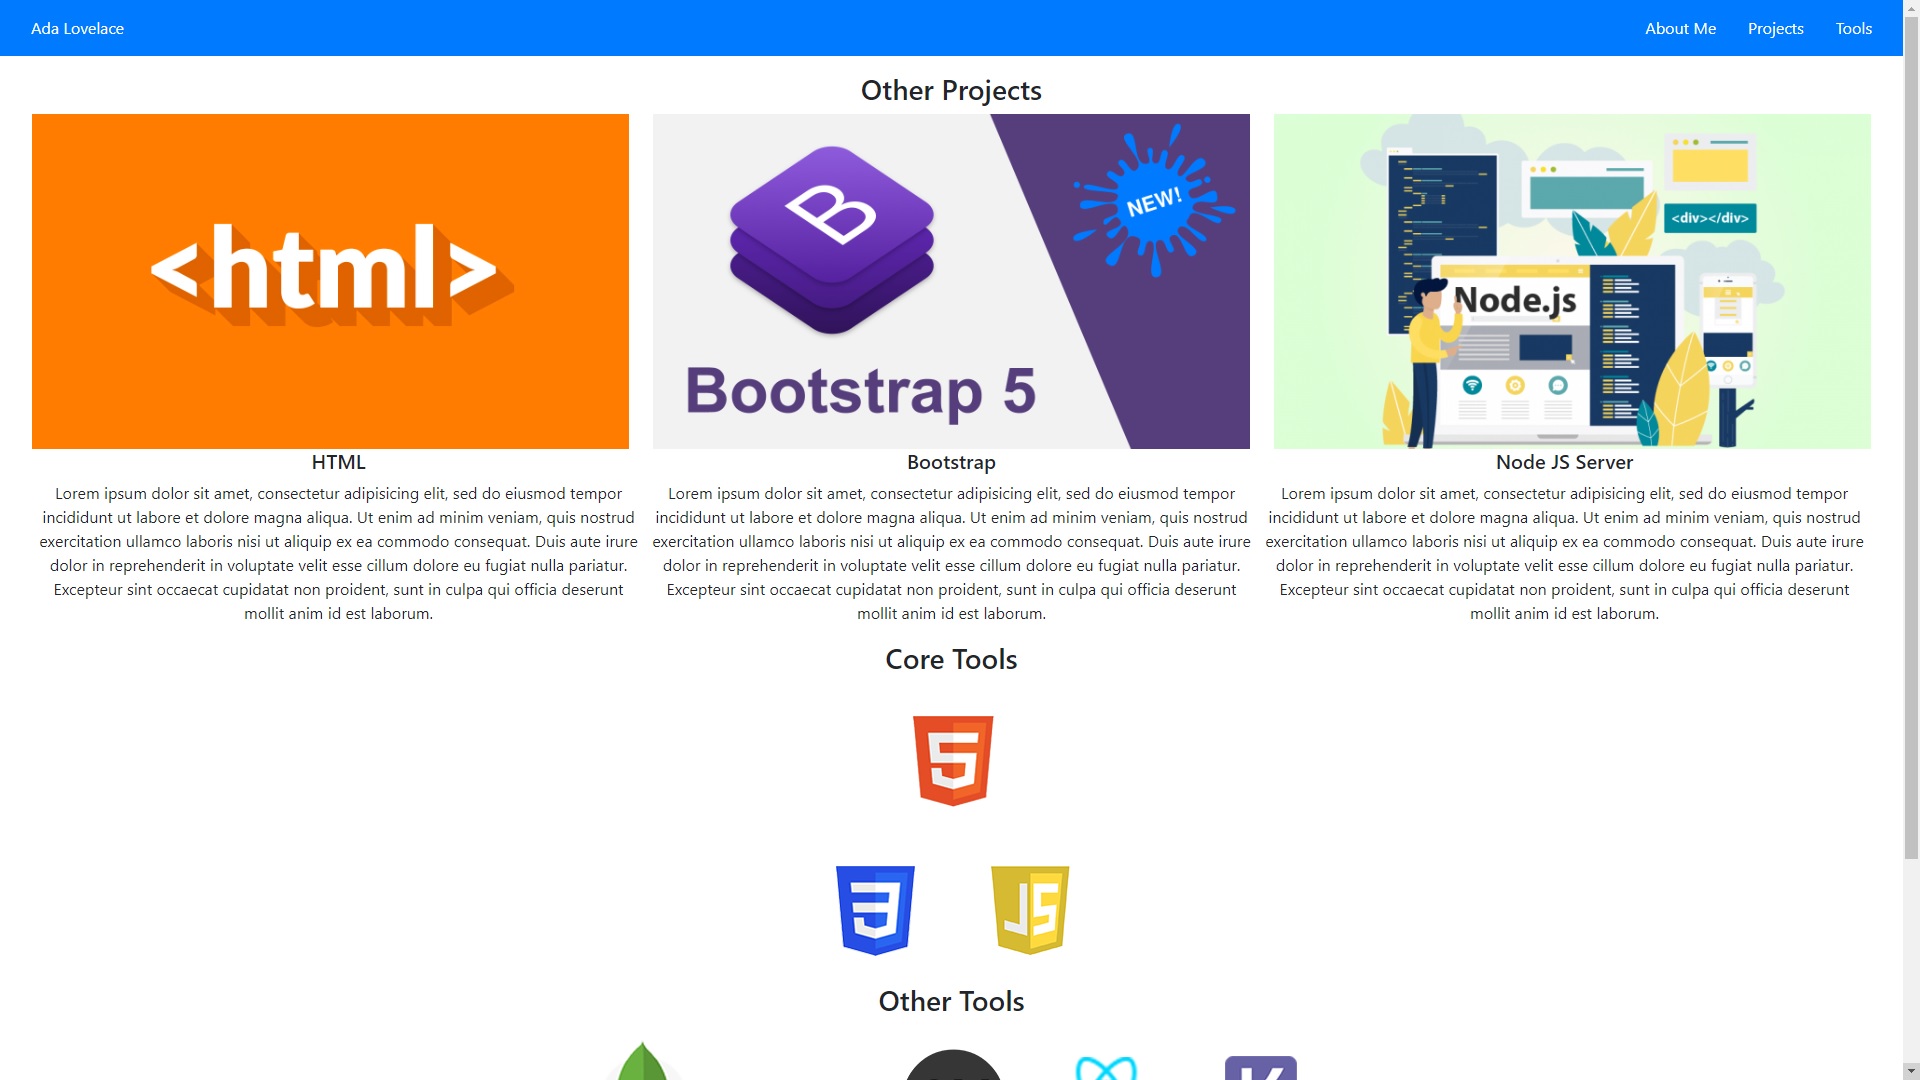 Ada Lovelace
About Me
Projects
Tools
Other Projects
<html>
B
NEW!
Bootstrap 5
<div></div>
Node.js
HTML
Lorem ipsum dolor sit amet, consectetur adipisicing elit, sed do eiusmod tempor
incididunt ut labore et dolore magna aliqua. Ut enim ad minim veniam, quis nostrud
exercitation ullamco laboris nisi ut aliquip ex ea commodo consequat. Duis aute irure
dolor in reprehenderit in voluptate velit esse cillum dolore eu fugiat nulla pariatur.
Excepteur sint occaecat cupidatat non proident, sunt in culpa qui officia deserunt
mollit anim id est laborum.
Bootstrap
Lorem ipsum dolor sit amet, consectetur adipisicing elit, sed do eiusmod tempor
incididunt ut labore et dolore magna aliqua. Ut enim ad minim veniam, quis nostrud
exercitation ullamco laboris nisi ut aliquip ex ea commodo consequat. Duis aute irure
dolor in reprehenderit in voluptate velit esse cillum dolore eu fugiat nulla pariatur.
Excepteur sint occaecat cupidatat non proident, sunt in culpa qui officia deserunt
mollit anim id est laborum.
Node JS Server
Lorem ipsum dolor sit amet, consectetur adipisicing elit, sed do eiusmod tempor
incididunt ut labore et dolore magna aliqua. Ut enim ad minim veniam, quis nostrud
exercitation ullamco laboris nisi ut aliquip ex ea commodo consequat. Duis aute irure
dolor in reprehenderit in voluptate velit esse cillum dolore eu fugiat nulla pariatur.
Excepteur sint occaecat cupidatat non proident, sunt in culpa qui officia deserunt
mollit anim id est laborum.
Core Tools
5
3
JS
Other Tools